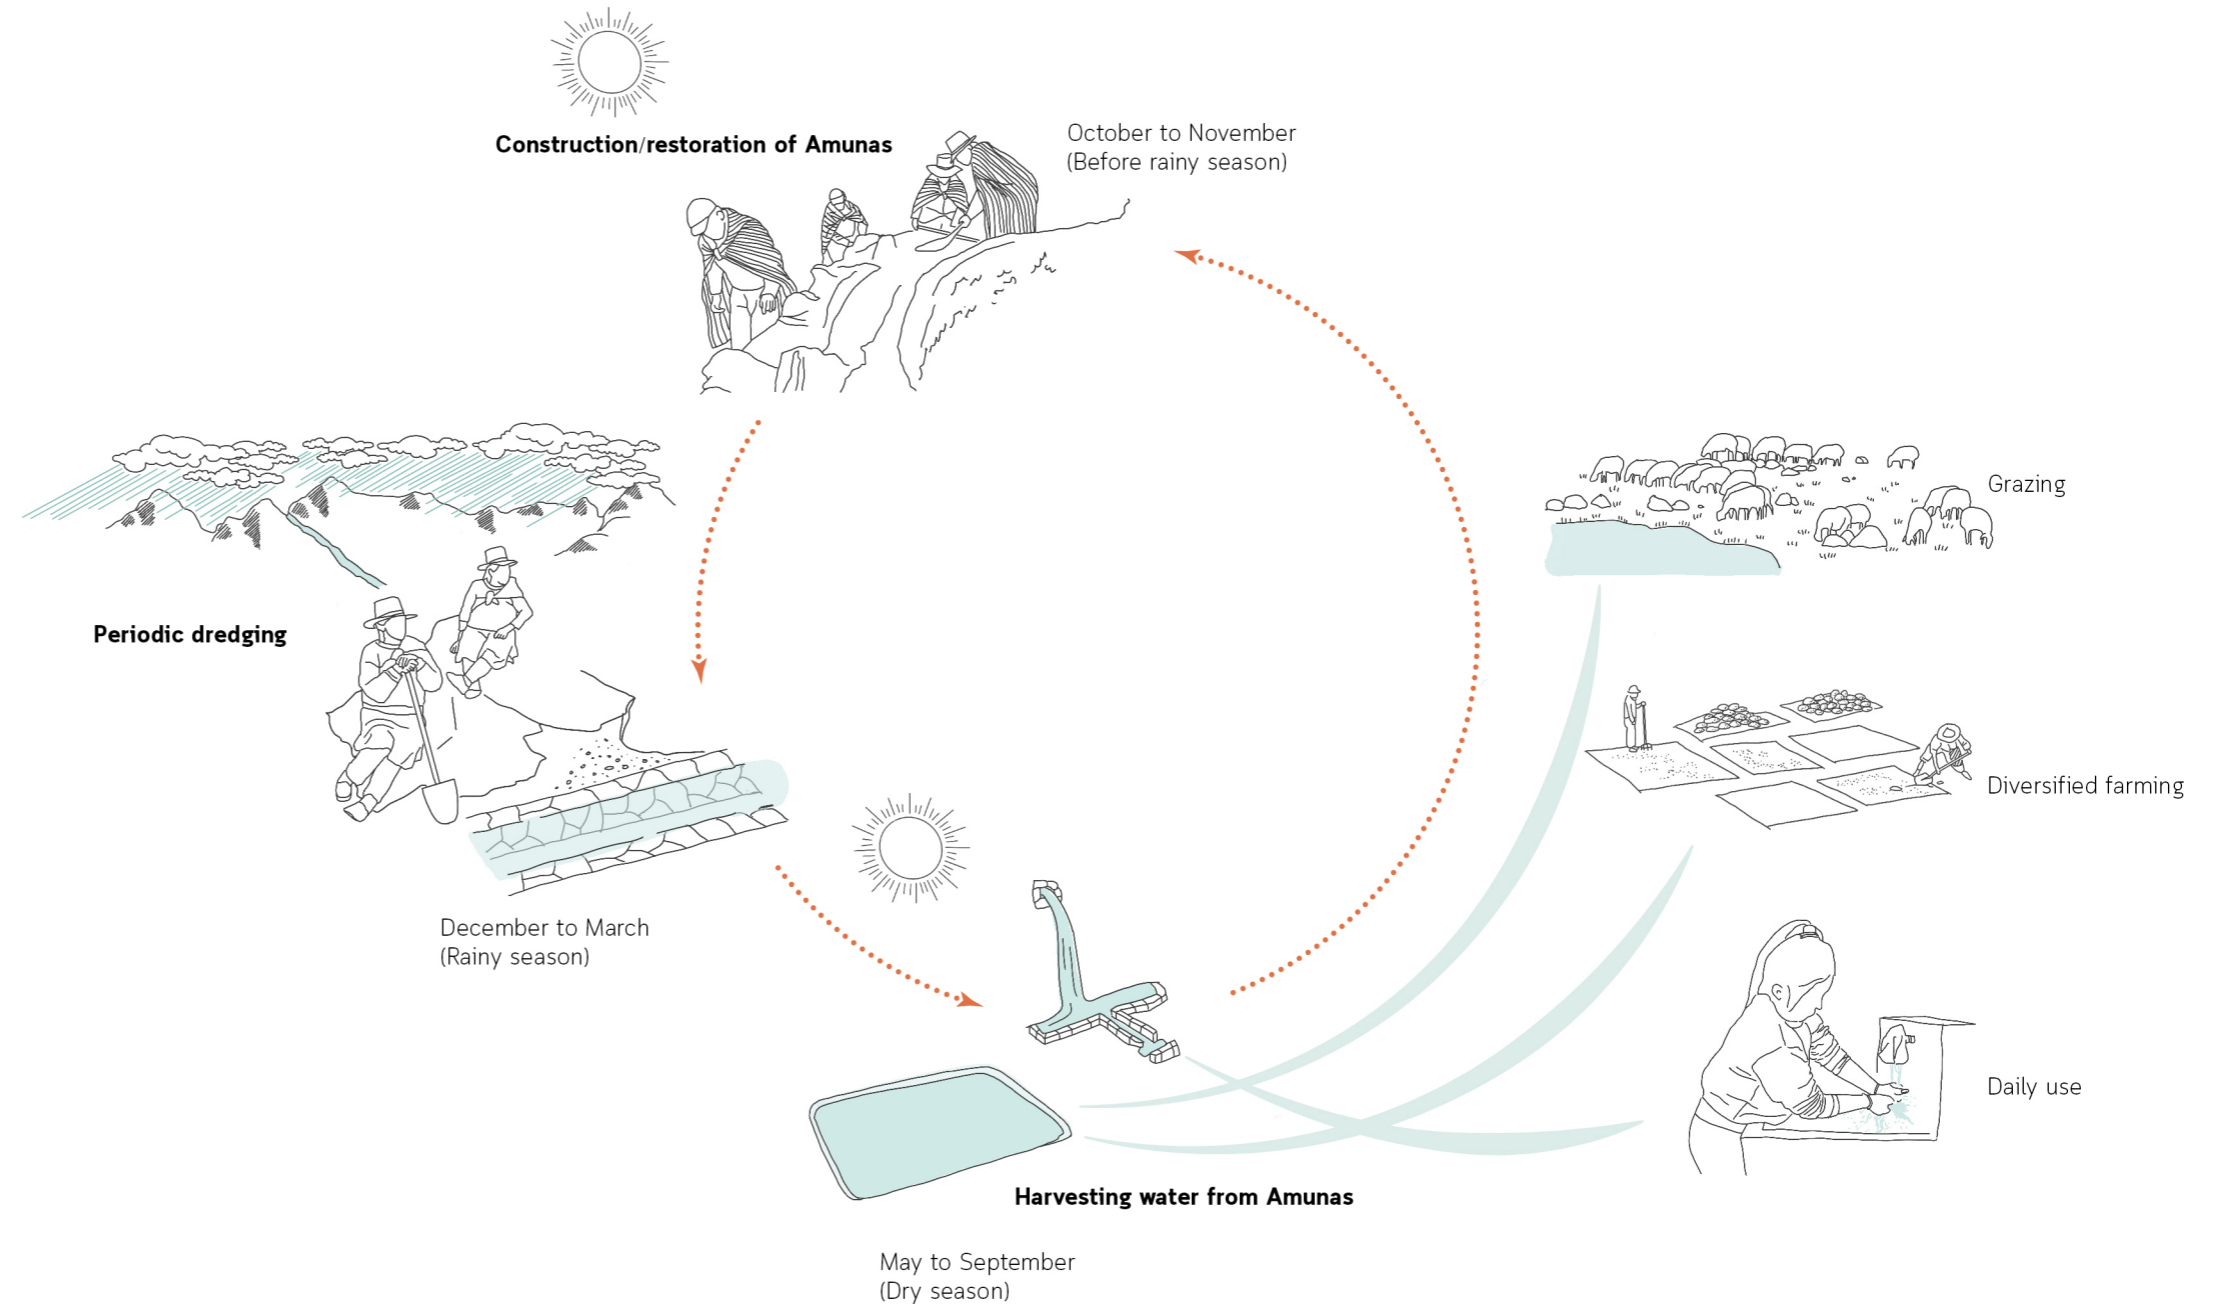 Construction/restoration of Amunas
October to November
(Before rainy season)
Grazing
Periodic dredging
Diversified farming
December to March
(Rainy season)
Daily use
Harvesting water from Amunas
May to September
(Dry season)